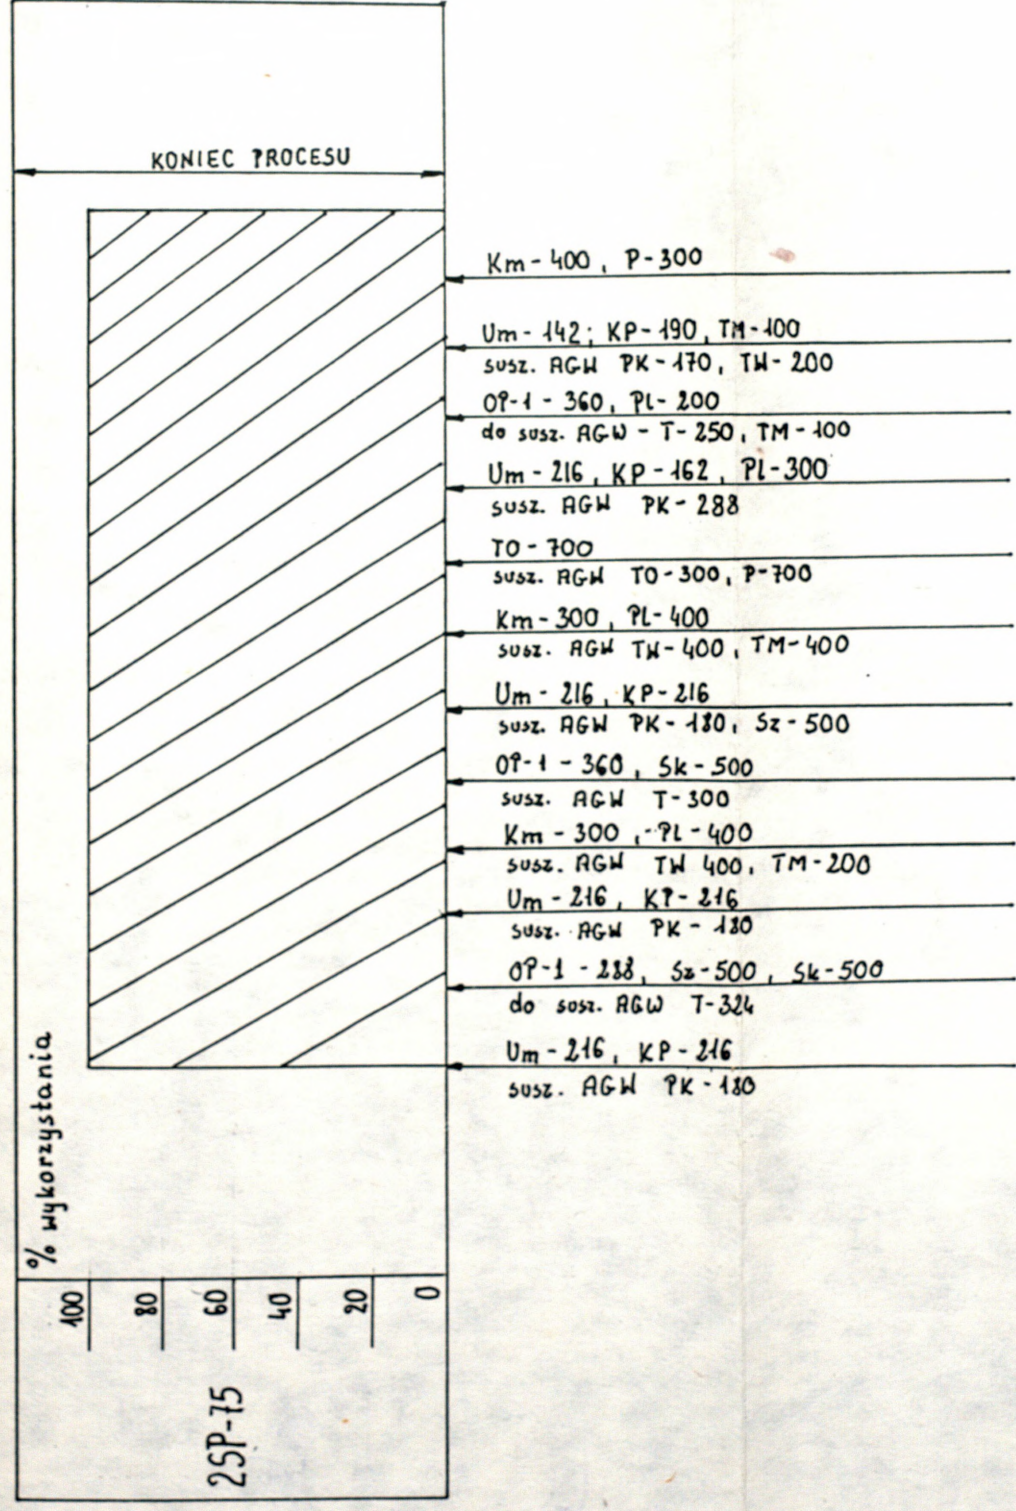 KONIEC PROCESU
Km-400, P-300
Um-142; KP-190, TM-100
susz. AGW PK-170, TW-200
OP-1-360, PL-200
do susz. AGW - T-250, TM-100
Um-216, KP-162, PL-300
susz. AGW PK-288
TO-700
susz. AGW TO-300, P-700
Km-300, PL-400
susz. AGW TW-400, TM-400
Um-216, KP-216
susz. AGW PK-180, Sz-500
OP-1-360, Sk-500
susz. AGW T-300
Km-300, PL-400
susz. AGW TW 400, TM-200
Um-216, KP-216
susz. AGW PK-180
OP-1-288, Sz-500, Sk-500
do susz. AGW T-324
Um-216, KP-216
susz. AGW PK-180
% wykorzystania
100
80
60
40
20
0
2SP-75